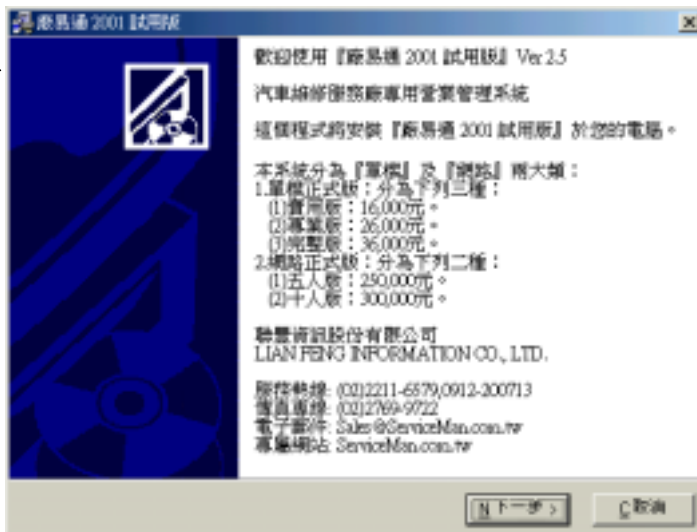 廠易通 2001 試用版
歡迎使用『廠易通 2001 試用版』 Ver 2.5
汽車維修服務廠專用營業管理系統
這個程式將安裝『廠易通 2001 試用版』於您的電腦。
本系統分為『單機』及『網路』兩大類：
1.單機正式版：分為下列三種：
(1)實用版：16,000元。
(2)專業版：26,000元。
(3)完整版：36,000元。
2.網路正式版：分為下列二種：
(1)五人版：250,000元。
(2)十人版：300,000元。
聯豐資訊股份有限公司
LIAN FENG INFORMATION CO., LTD.
服務熱線: (02)2211-6579,0912-200713
傳真專線: (02)2769-9722
電子郵件: Sales@ServiceMan.com.tw
專屬網站: ServiceMan.com.tw
N下一步 >
C取消